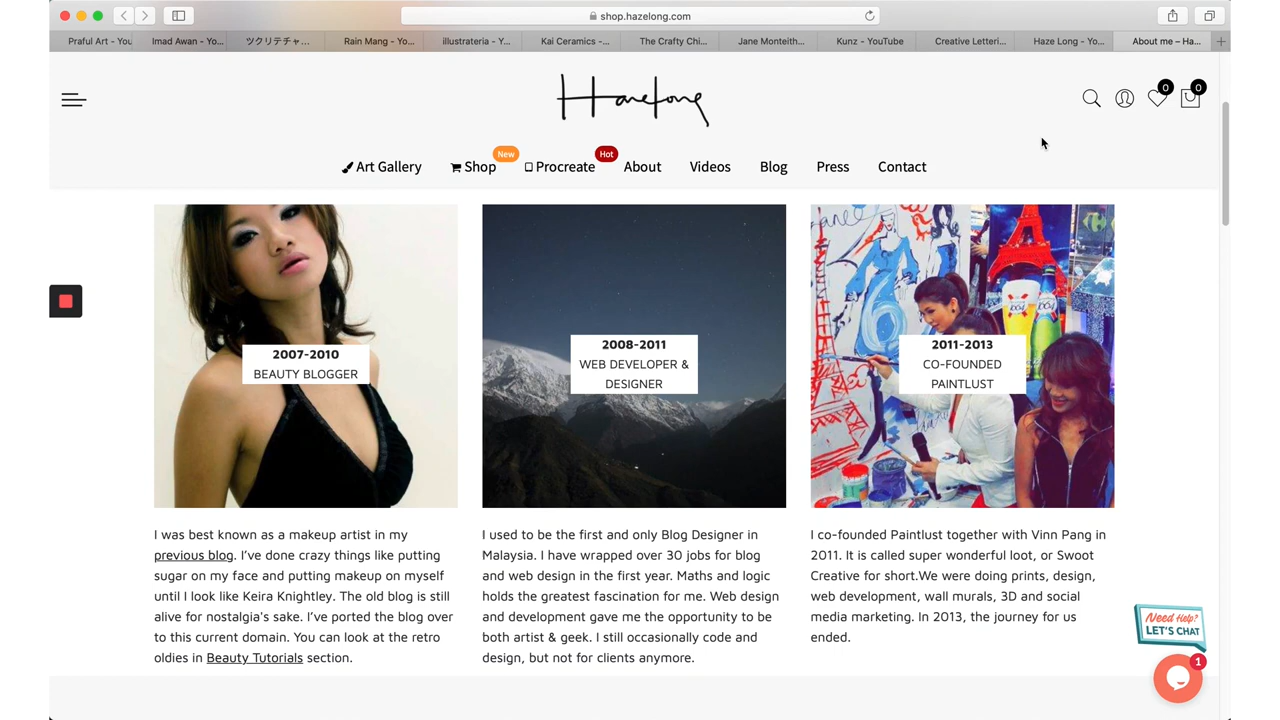 shop.hazelong.com
Praful Art - You
Imad Awan - Yo...
ツクリテチャ...
Rain Mang - Yo...
illustrateria - Y...
Kai Ceramics -...
The Crafty Chi...
Jane Monteith...
Kunz - YouTube
Creative Letteri...
Haze Long - Yo...
About me – Ha...
HazeLong
0
0
New
Hot
Art Gallery
Shop
Procreate
About
Videos
Blog
Press
Contact
2007-2010
BEAUTY BLOGGER
I was best known as a makeup artist in my
previous blog. I’ve done crazy things like putting
sugar on my face and putting makeup on myself
until I look like Keira Knightley. The old blog is still
alive for nostalgia's sake. I’ve ported the blog over
to this current domain. You can look at the retro
oldies in Beauty Tutorials section.
2008-2011
WEB DEVELOPER &
DESIGNER
I used to be the first and only Blog Designer in
Malaysia. I have wrapped over 30 jobs for blog
and web design in the first year. Maths and logic
holds the greatest fascination for me. Web design
and development gave me the opportunity to be
both artist & geek. I still occasionally code and
design, but not for clients anymore.
2011-2013
CO-FOUNDED
PAINTLUST
I co-founded Paintlust together with Vinn Pang in
2011. It is called super wonderful loot, or Swoot
Creative for short.We were doing prints, design,
web development, wall murals, 3D and social
media marketing. In 2013, the journey for us
ended.
Need Help?
LET'S CHAT
1